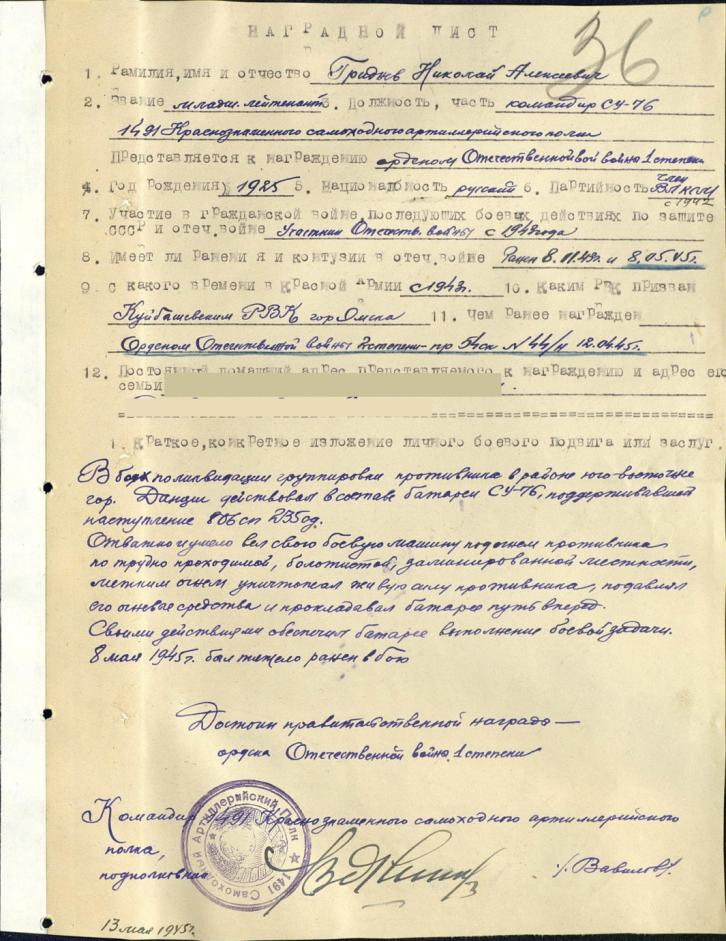 НАГРАДНОЙ ЛИСТ
36
1. Фамилия, имя и отчество Гриднев Николай Алексеевич
2. Звание младш. лейтенант 3. Должность, часть командир СУ-76
1491 Краснознаменного самоходного артиллерийского полка
Представляется к награждению орденом Отечественной войны 1 степени
4. Год рождения 1925 5. Национальность русский 6. Партийность член ВЛКСМ
с 1942
7. Участие в гражданской войне, последующих боевых действиях по защите
СССР и отеч. войне Участник Отечеств. войны с 1943 года
8. Имеет ли ранения и контузии в отеч. войне Ранен 8.11.43г. и 8.05.45г.
9. с какого времени в Красной Армии с 1943г. 10. Каким РВК призван
Куйбышевским РВК гор Омска 11. Чем ранее награжден
Орденом Отечественной войны 2 степени - пр N 44/н 12.04.45г.
12. Постоянный домашний адрес представляемого к награждению и адрес его
семьи
1. Краткое, конкретное изложение личного боевого подвига или заслуг.
В боях по ликвидации группировки противника в районе юго-восточнее
гор. Данциг действовал в составе батареи СУ-76, поддерживавшей
наступление 806 сп 235 сд.
Отважно и умело вел свою боевую машину под огнем противника
по трудно проходимой, болотистой, заминированной местности,
метким огнем уничтожал живую силу противника, подавлял
его огневые средства и прокладывал батарее путь вперед.
Своими действиями обеспечил батарее выполнение боевой задачи.
8 мая 1945г. был тяжело ранен в бою
Достоин правительственной награды —
ордена Отечественной войны 1 степени
Командир 1491 Краснознаменного самоходного артиллерийского
полка,
подполковник /Вавилов/.
1491 Самоходный Артиллерийский Полк
13 мая 1945г.